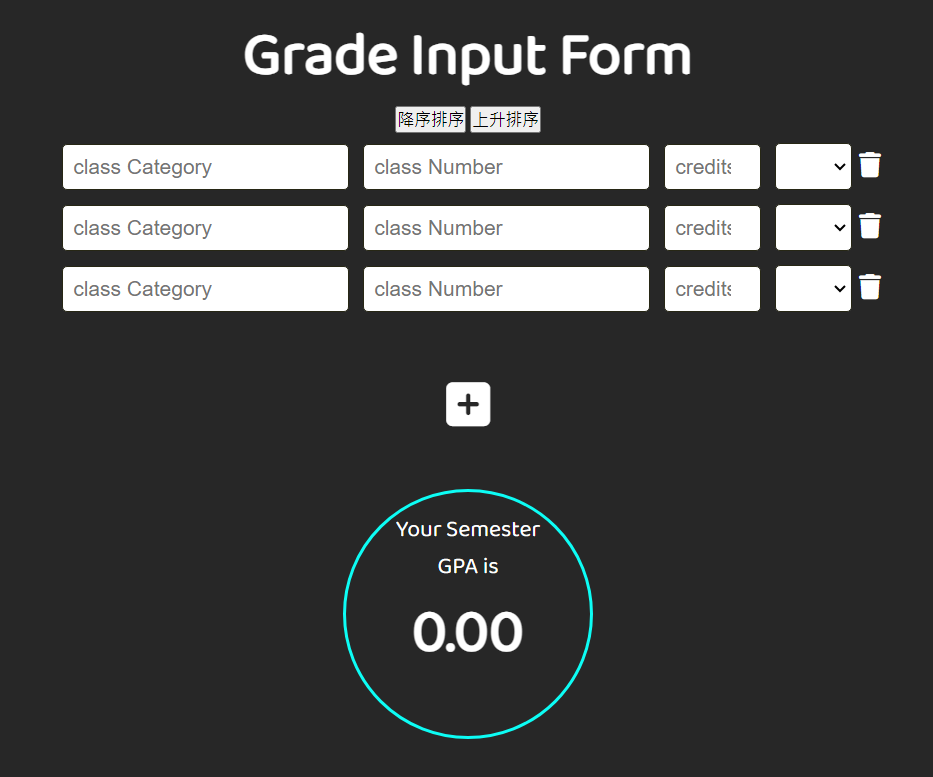 Grade Input Form
降序排序 上升排序
class Category class Number credits
class Category class Number credits
class Category class Number credits
Your Semester
GPA is
0.00